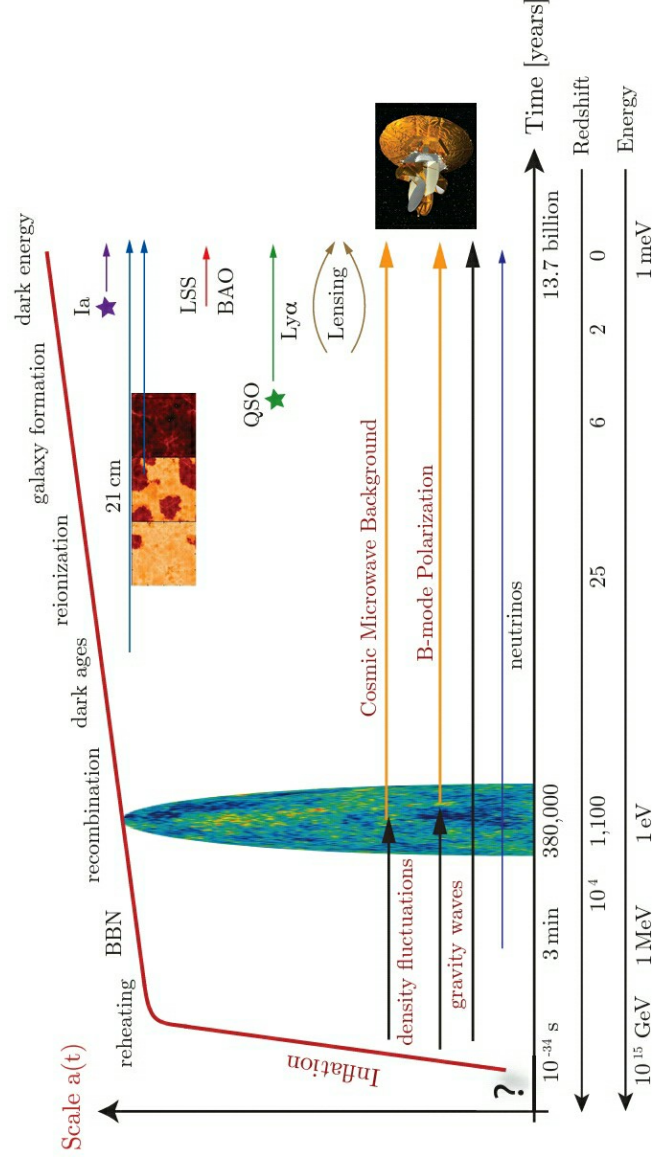 Scale a(t)
dark energy
galaxy formation
reionization
dark ages
recombination
BBN
reheating
Inflation
?
21 cm
Ia
LSS
BAO
QSO
Lyα
Lensing
Cosmic Microwave Background
B-mode Polarization
density fluctuations
gravity waves
neutrinos
10⁻³⁴ s 3 min 380,000 13.7 billion Time [years]
10⁴ 1,100 25 6 2 0 Redshift
10¹⁵ GeV 1 MeV 1 eV 1 meV Energy